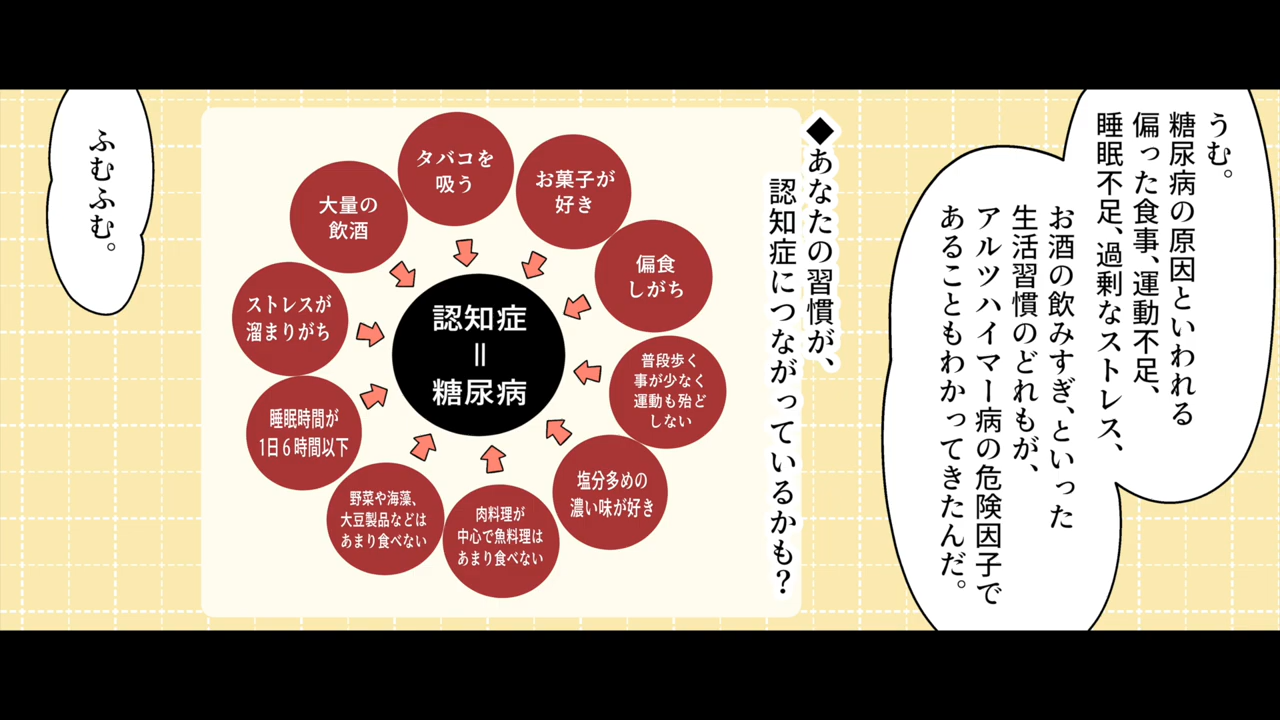 うむ。
糖尿病の原因といわれる
偏った食事、運動不足、
睡眠不足、過剰なストレス、
お酒の飲みすぎ、といった
生活習慣のどれもが、
アルツハイマー病の危険因子で
あることもわかってきたんだ。
◆あなたの習慣が、
認知症につながっているかも？
タバコを
吸う
お菓子が
好き
偏食
しがち
普段歩く
事が少なく
運動も殆ど
しない
塩分多めの
濃い味が好き
肉料理が
中心で魚料理は
あまり食べない
野菜や海藻、
大豆製品などは
あまり食べない
睡眠時間が
1日６時間以下
ストレスが
溜まりがち
大量の
飲酒
認知症
＝
糖尿病
ふむふむ。